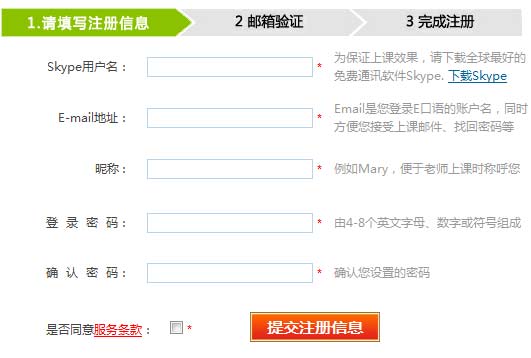 1.请填写注册信息 2 邮箱验证 3 完成注册
Skype用户名： * 为保证上课效果，请下载全球最好的
免费通讯软件Skype. 下载Skype
E-mail地址： * Email是您登录E口语的账户名，同时
方便您接受上课邮件、找回密码等
昵称： * 例如Mary，便于老师上课时称呼您
登 录 密 码： * 由4-8个英文字母、数字或符号组成
确 认 密 码： * 确认您设置的密码
是否同意服务条款： * 提交注册信息